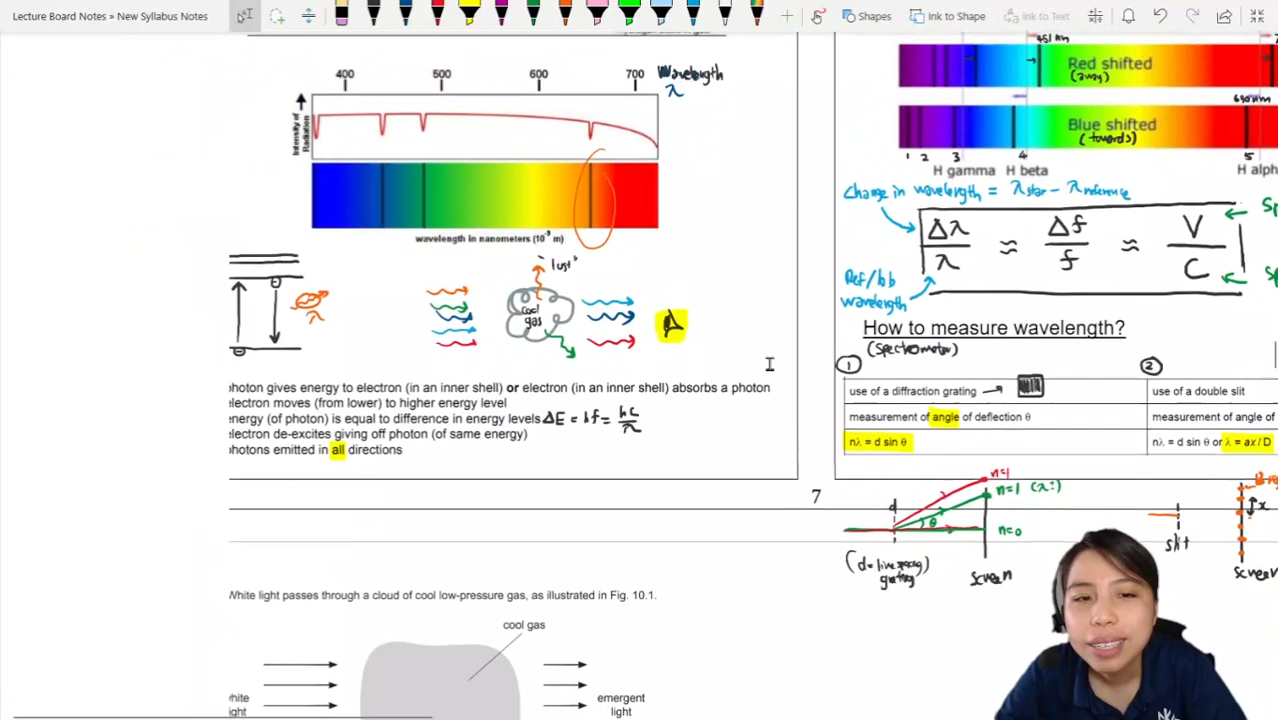 Lecture Board Notes » New Syllabus Notes
Shapes
Ink to Shape
Ink to Text
400 500 600 700
Wavelength
λ
Intensity of
Radiation
wavelength in nanometers (10⁻⁹ m)
"lost"
cool
gas
λ
photon gives energy to electron (in an inner shell) or electron (in an inner shell) absorbs a photon
electron moves (from lower) to higher energy level
energy (of photon) is equal to difference in energy levels ΔE = hf = hc/λ
electron de-excites giving off photon (of same energy)
photons emitted in all directions
White light passes through a cloud of cool low-pressure gas, as illustrated in Fig. 10.1.
cool gas
white
light
emergent
light
7
Red shifted
(away)
690nm
Blue shifted
(towards)
1 2 3 4 5
H gamma H beta H alph
Change in wavelength = λstar - λreference
Δλ/λ ≈ Δf/f ≈ V/C
Ref/lab
wavelength
How to measure wavelength?
(Spectrometer)
1
use of a diffraction grating
measurement of angle of deflection θ
nλ = d sin θ
2
use of a double slit
measurement of angle of
nλ = d sin θ or λ = ax / D
n=1
n=1 (λ?)
n=0
d
θ
(d = line spacing
grating)
screen
x
slit
screen